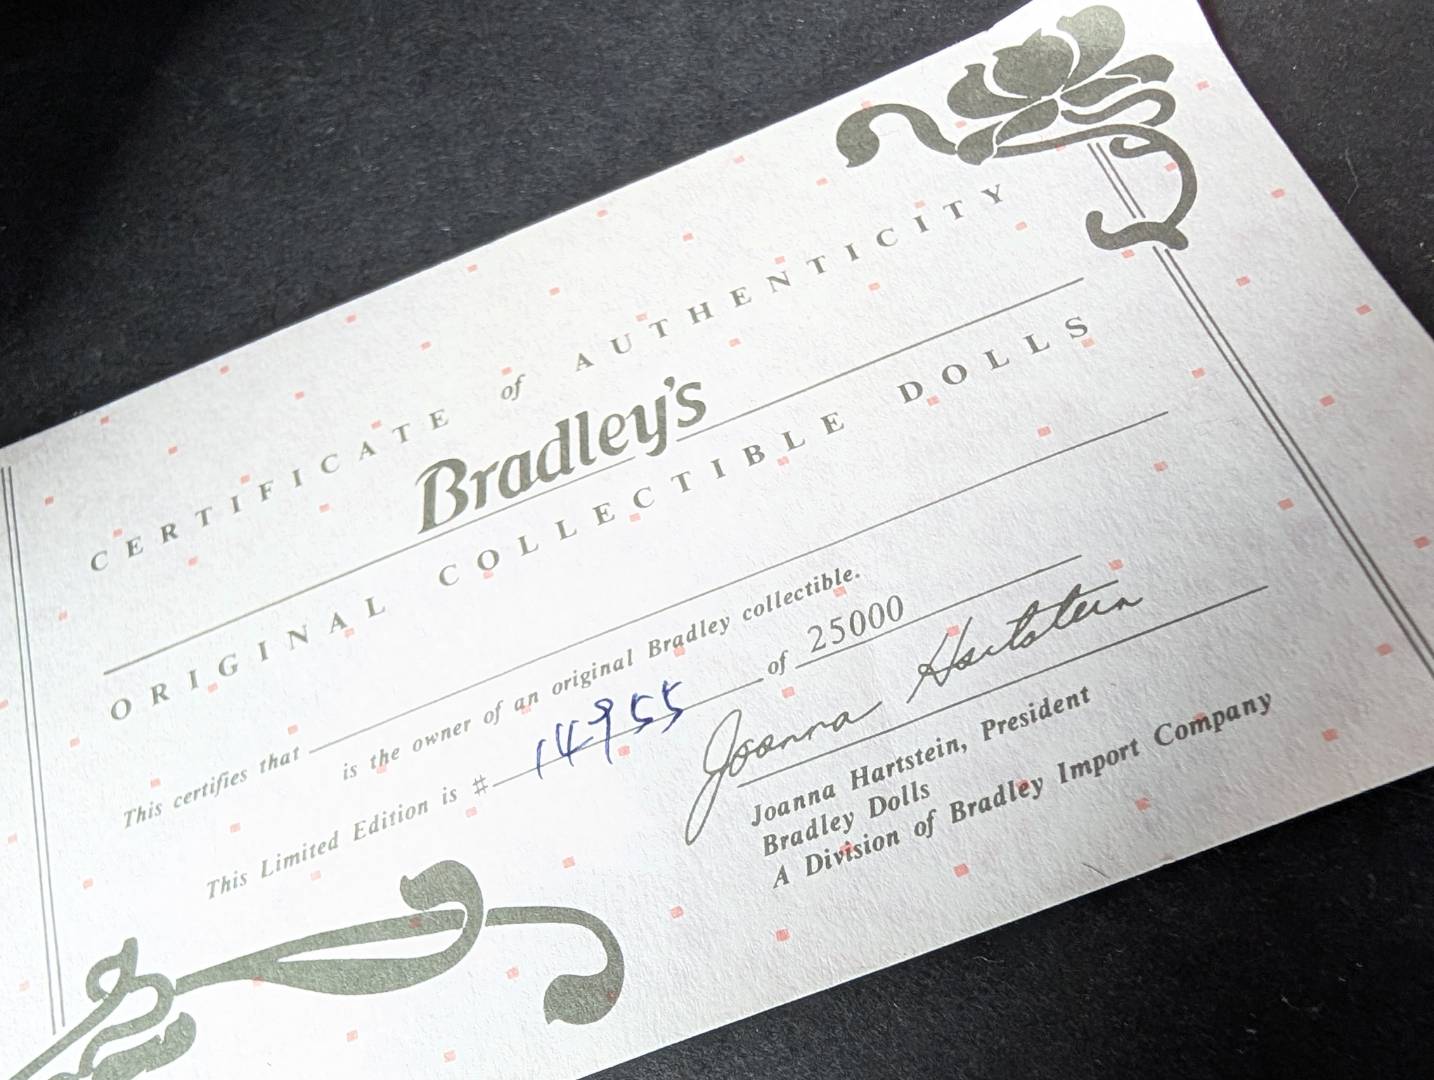 CERTIFICATE of AUTHENTICITY
Bradley's
ORIGINAL COLLECTIBLE DOLLS
This certifies that
is the owner of an original Bradley collectible.
This Limited Edition is # 14955 of 25000
Joanna Hartstein
Joanna Hartstein, President
Bradley Dolls
A Division of Bradley Import Company